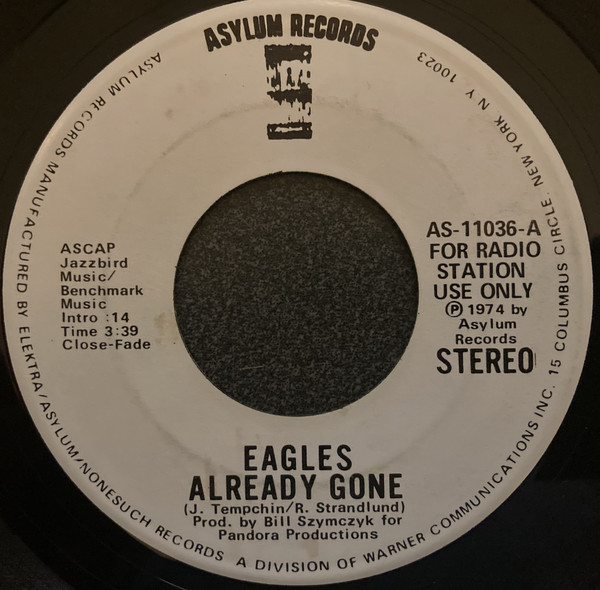 ASYLUM RECORDS
ASCAP
Jazzbird
Music/
Benchmark
Music
Intro :14
Time 3:39
Close-Fade
AS-11036-A
FOR RADIO
STATION
USE ONLY
Ⓟ 1974 by
Asylum
Records
STEREO
EAGLES
ALREADY GONE
(J. Tempchin/R. Strandlund)
Prod. by Bill Szymczyk for
Pandora Productions
ASYLUM RECORDS MANUFACTURED BY ELEKTRA/ASYLUM/NONESUCH RECORDS A DIVISION OF WARNER COMMUNICATIONS INC. 15 COLUMBUS CIRCLE. NEW YORK. N Y 10023